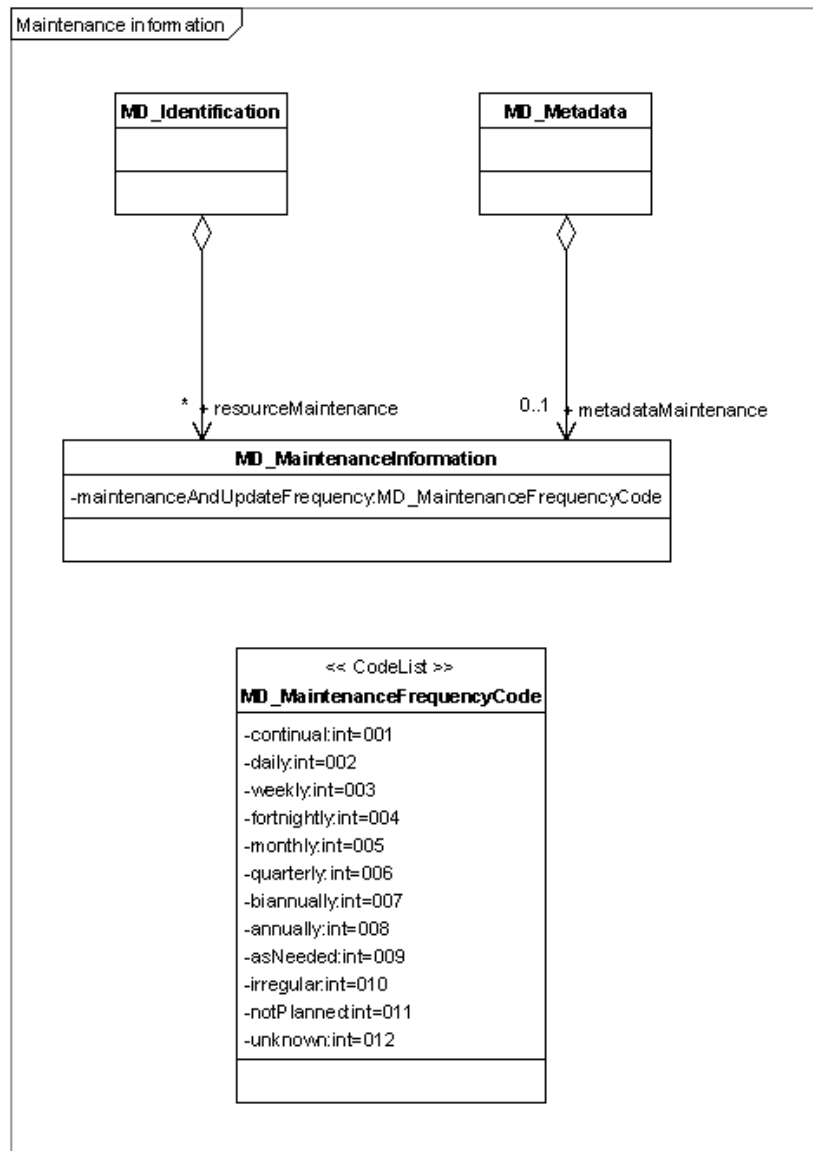 Maintenance information
MD_Identification
MD_Metadata
* + resourceMaintenance
0..1 + metadataMaintenance
MD_MaintenanceInformation
-maintenanceAndUpdateFrequency:MD_MaintenanceFrequencyCode
<< CodeList >>
MD_MaintenanceFrequencyCode
-continual:int=001
-daily:int=002
-weekly:int=003
-fortnightly:int=004
-monthly:int=005
-quarterly:int=006
-biannually:int=007
-annually:int=008
-asNeeded:int=009
-irregular:int=010
-notPlanned:int=011
-unknown:int=012